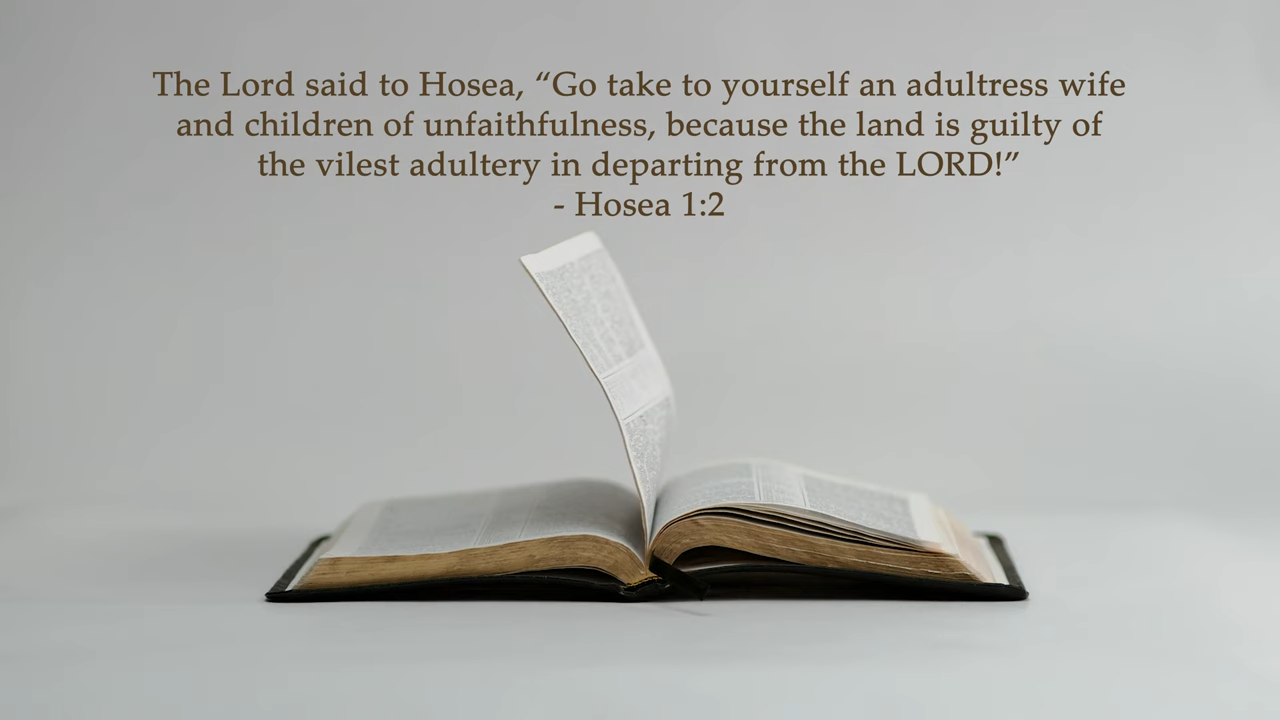 The Lord said to Hosea, “Go take to yourself an adultress wife
and children of unfaithfulness, because the land is guilty of
the vilest adultery in departing from the LORD!”
- Hosea 1:2